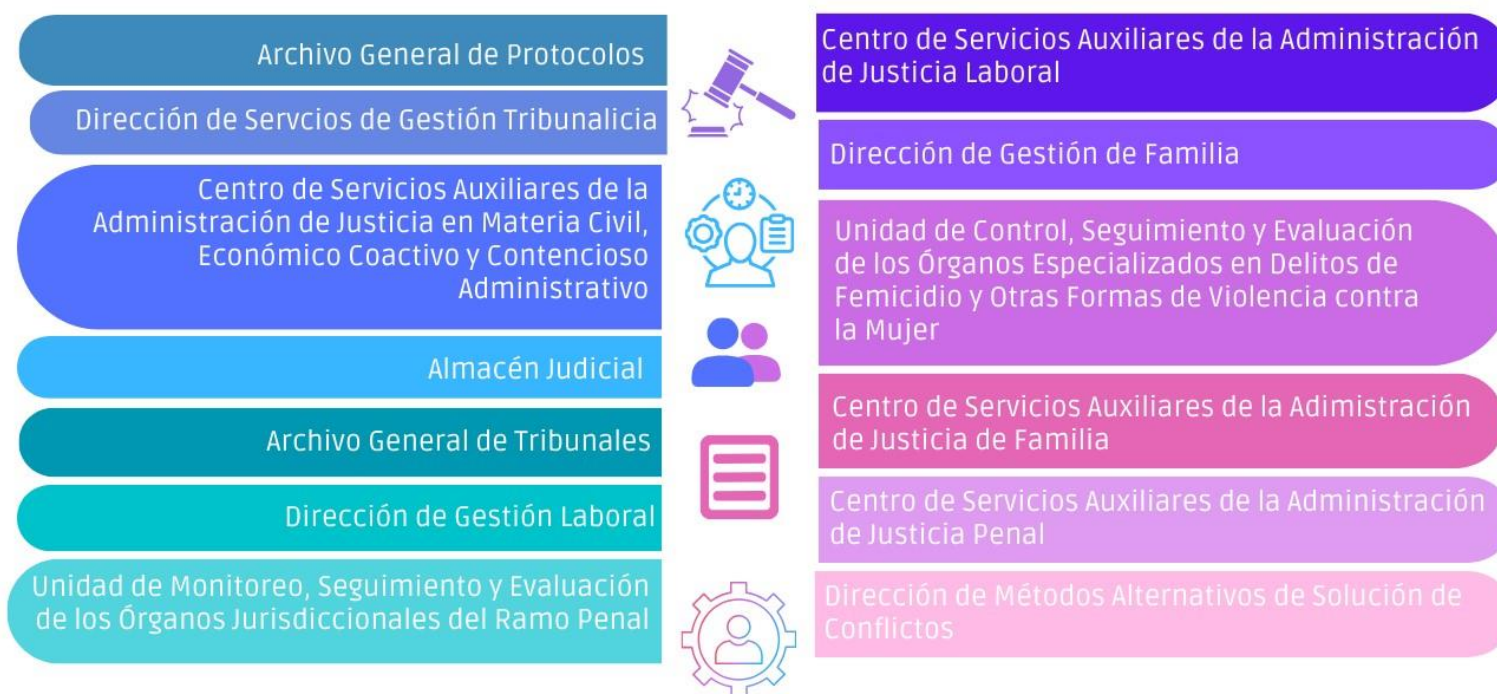 Archivo General de Protocolos
Dirección de Servcios de Gestión Tribunalicia
Centro de Servicios Auxiliares de la
Administración de Justicia en Materia Civil,
Económico Coactivo y Contencioso
Administrativo
Almacén Judicial
Archivo General de Tribunales
Dirección de Gestión Laboral
Unidad de Monitoreo, Seguimiento y Evaluación
de los Órganos Jurisdiccionales del Ramo Penal
Centro de Servicios Auxiliares de la Administración
de Justicia Laboral
Dirección de Gestión de Familia
Unidad de Control, Seguimiento y Evaluación
de los Órganos Especializados en Delitos de
Femicidio y Otras Formas de Violencia contra
la Mujer
Centro de Servicios Auxiliares de la Adimistración
de Justicia de Familia
Centro de Servicios Auxiliares de la Administración
de Justicia Penal
Dirección de Métodos Alternativos de Solución de
Conflictos